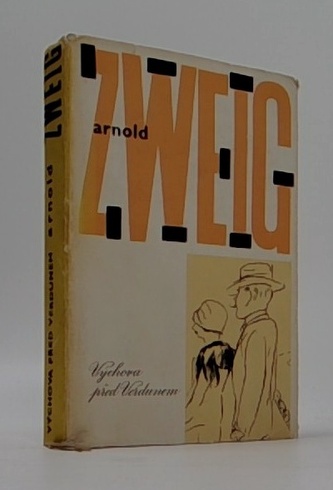 arnold
ZWEIG
Výchova
před Verdunem
VÝCHOVA PŘED VERDUNEM arnold ZWEIG